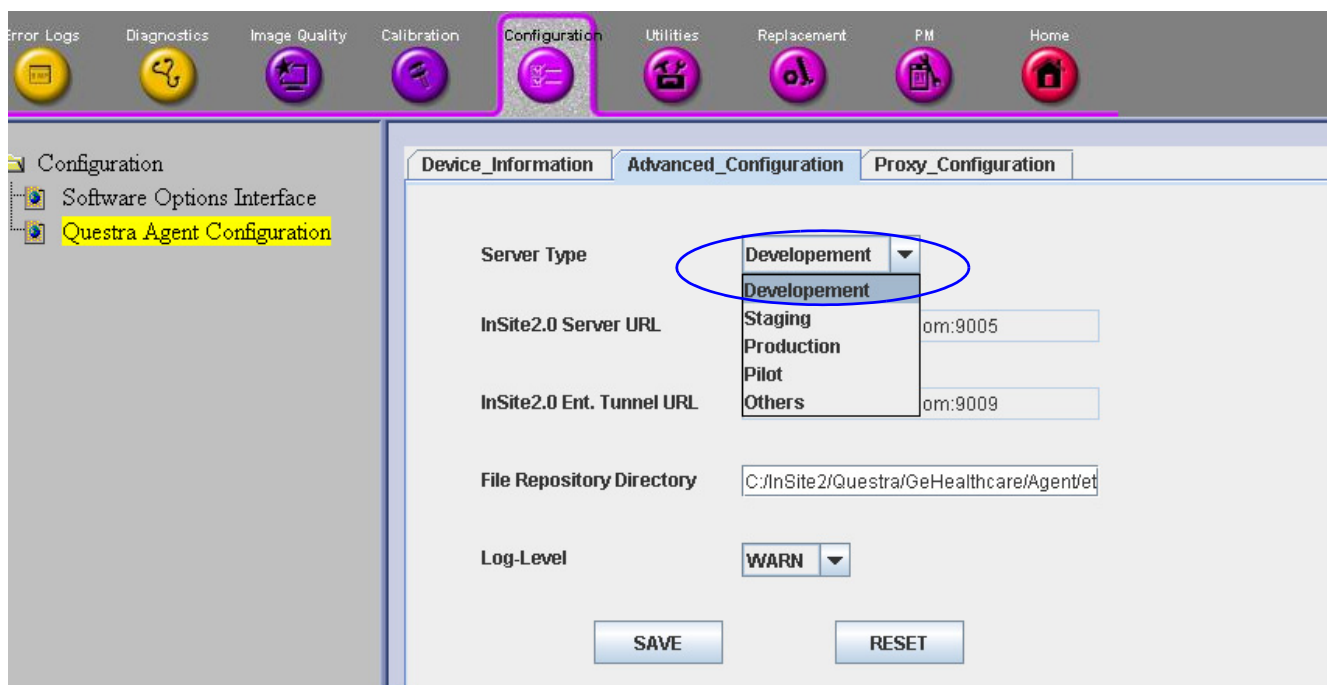 Error Logs Diagnostics Image Quality Calibration Configuration Utilities Replacement PM Home
Configuration
Software Options Interface
Questra Agent Configuration
Device_Information Advanced_Configuration Proxy_Configuration
Server Type Developement
Developement
Staging
Production
Pilot
Others
InSite2.0 Server URL om:9005
InSite2.0 Ent. Tunnel URL om:9009
File Repository Directory C:/InSite2/Questra/GeHealthcare/Agent/et
Log-Level WARN
SAVE RESET